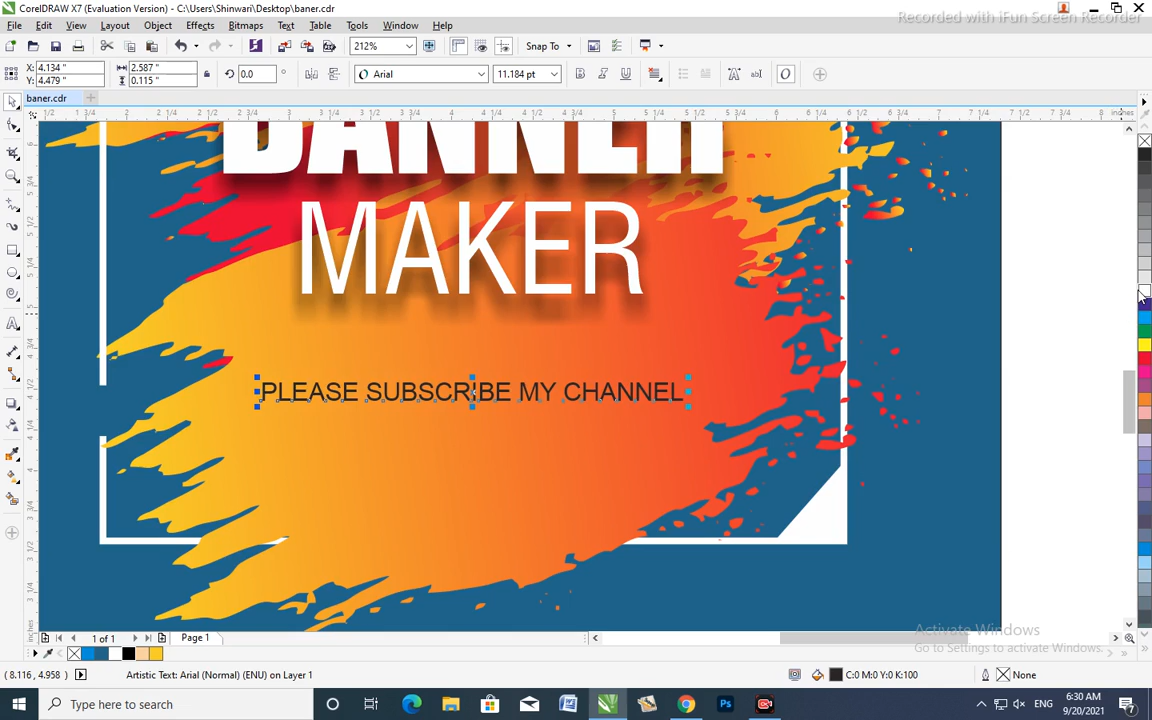 CorelDRAW X7 (Evaluation Version) - C:\Users\Shinwari\Desktop\baner.cdr
Recorded with iFun Screen Recorder
File Edit View Layout Object Effects Bitmaps Text Table Tools Window Help
212% Snap To
X: 4.134 " 2.587 " 0.0 ° Arial 11.184 pt
Y: 4.479 " 0.115 "
baner.cdr
inches
BANNER
MAKER
PLEASE SUBSCRIBE MY CHANNEL
Activate Windows
Go to Settings to activate Windows.
1 of 1 Page 1
(8.116, 4.958) Artistic Text: Arial (Normal) (ENU) on Layer 1 C:0 M:0 Y:0 K:100 None
Type here to search ENG 6:30 AM
9/20/2021